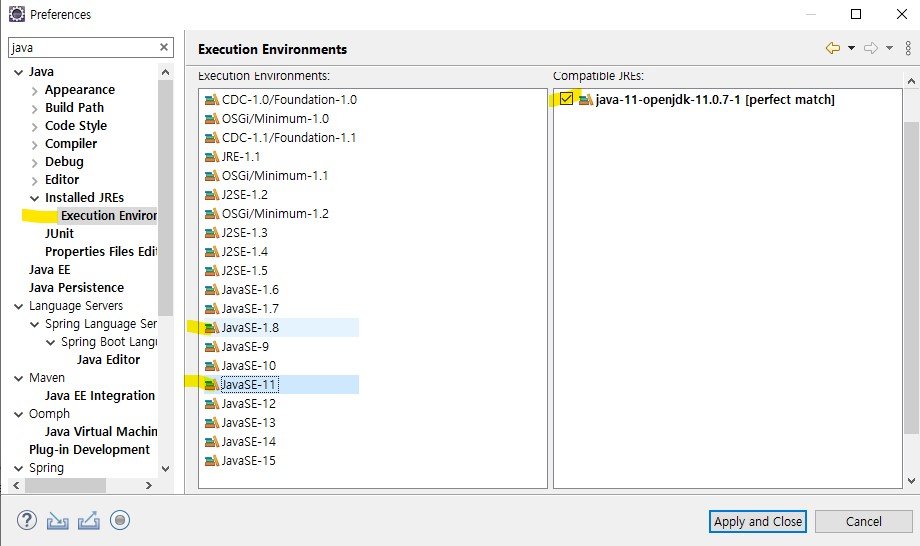 Preferences
java
Java
Appearance
Build Path
Code Style
Compiler
Debug
Editor
Installed JREs
Execution Environ
JUnit
Properties Files Edit
Java EE
Java Persistence
Language Servers
Spring Language Ser
Spring Boot Langu
Java Editor
Maven
Java EE Integration
Oomph
Java Virtual Machin
Plug-in Development
Spring
Execution Environments
Execution Environments:
CDC-1.0/Foundation-1.0
OSGi/Minimum-1.0
CDC-1.1/Foundation-1.1
JRE-1.1
OSGi/Minimum-1.1
J2SE-1.2
OSGi/Minimum-1.2
J2SE-1.3
J2SE-1.4
J2SE-1.5
JavaSE-1.6
JavaSE-1.7
JavaSE-1.8
JavaSE-9
JavaSE-10
JavaSE-11
JavaSE-12
JavaSE-13
JavaSE-14
JavaSE-15
Compatible JREs:
java-11-openjdk-11.0.7-1 [perfect match]
Apply and Close
Cancel